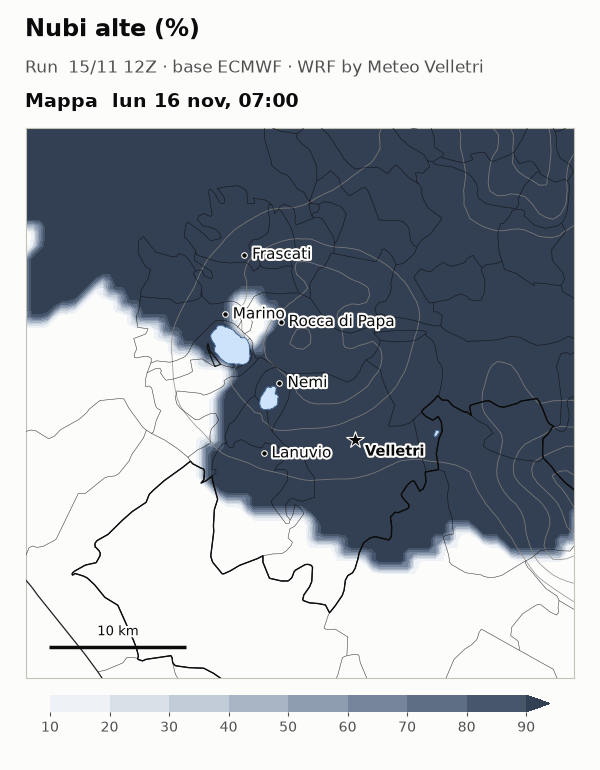 Nubi alte (%)
Run  15/11 12Z · base ECMWF · WRF by Meteo Velletri
Mappa  lun 16 nov, 07:00
Frascati
Marino
Rocca di Papa
Nemi
Velletri
Lanuvio
10 km
10 20 30 40 50 60 70 80 90